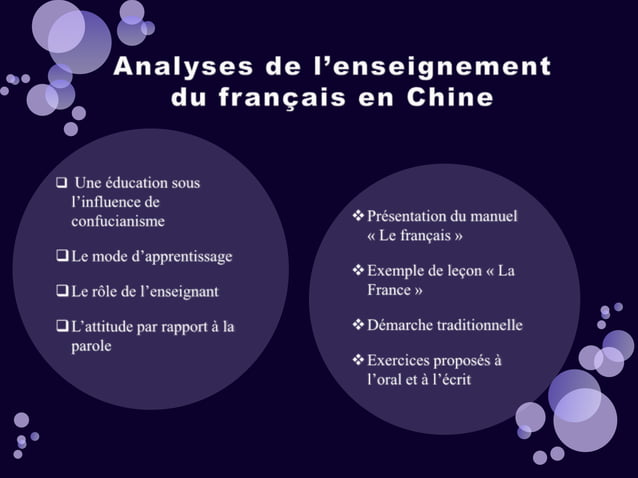 Analyses de l’enseignement
du français en Chine
Une éducation sous
l’influence de
confucianisme
Le mode d’apprentissage
Le rôle de l’enseignant
L’attitude par rapport à la
parole
Présentation du manuel
« Le français »
Exemple de leçon « La
France »
Démarche traditionnelle
Exercices proposés à
l’oral et à l’écrit